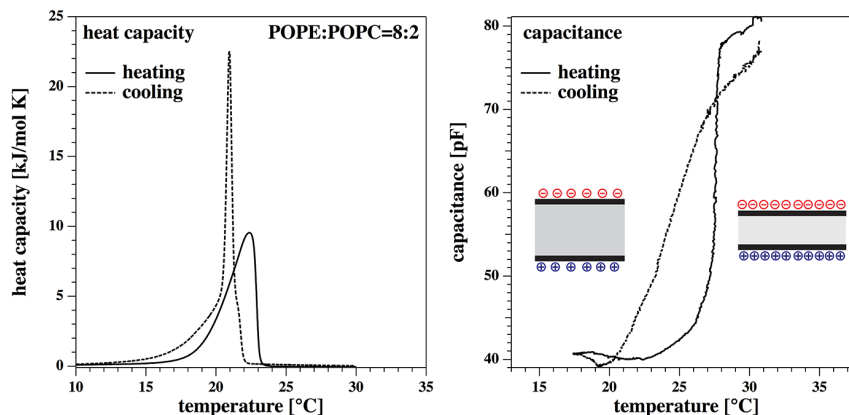 heat capacity POPE:POPC=8:2
heating
cooling
heat capacity [kJ/mol K]
25
20
15
10
5
0
10 15 20 25 30 35
temperature [°C]
capacitance
heating
cooling
capacitance [pF]
80
70
60
50
40
15 20 25 30 35
temperature [°C]